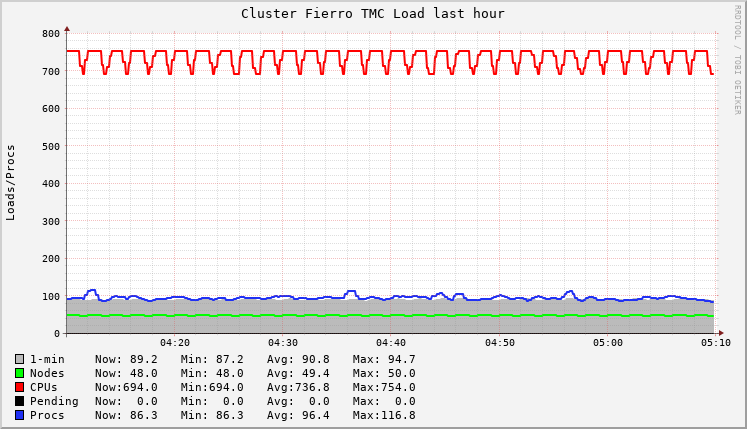 Cluster Fierro TMC Load last hour
RRDTOOL / TOBI OETIKER
Loads/Procs
800
700
600
500
400
300
200
100
0
04:20 04:30 04:40 04:50 05:00 05:10
1-min Now: 89.2 Min: 87.2 Avg: 90.8 Max: 94.7
Nodes Now: 48.0 Min: 48.0 Avg: 49.4 Max: 50.0
CPUs Now:694.0 Min:694.0 Avg:736.8 Max:754.0
Pending Now: 0.0 Min: 0.0 Avg: 0.0 Max: 0.0
Procs Now: 86.3 Min: 86.3 Avg: 96.4 Max:116.8